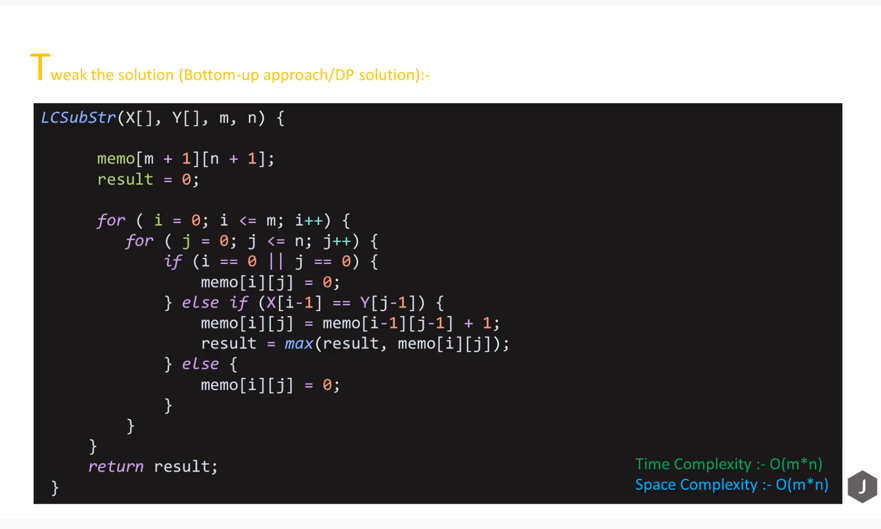 Tweak the solution (Bottom-up approach/DP solution):-
LCSubStr(X[], Y[], m, n) {
memo[m + 1][n + 1];
result = 0;
for ( i = 0; i <= m; i++) {
for ( j = 0; j <= n; j++) {
if (i == 0 || j == 0) {
memo[i][j] = 0;
} else if (X[i-1] == Y[j-1]) {
memo[i][j] = memo[i-1][j-1] + 1;
result = max(result, memo[i][j]);
} else {
memo[i][j] = 0;
}
}
}
return result;
}
Time Complexity :- O(m*n)
Space Complexity :- O(m*n)
J